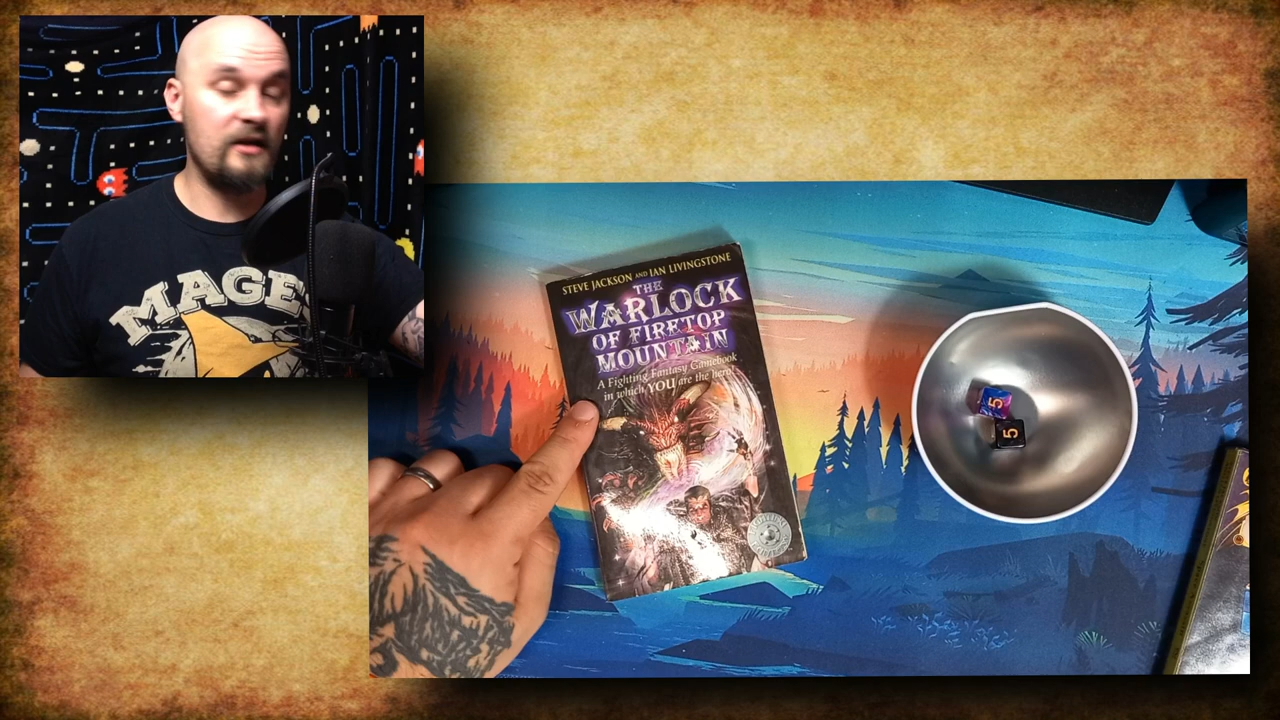 MAGES
STEVE JACKSON AND IAN LIVINGSTONE
THE
WARLOCK
OF FIRETOP
MOUNTAIN
A Fighting Fantasy Gamebook
in which YOU are the hero!
5
5